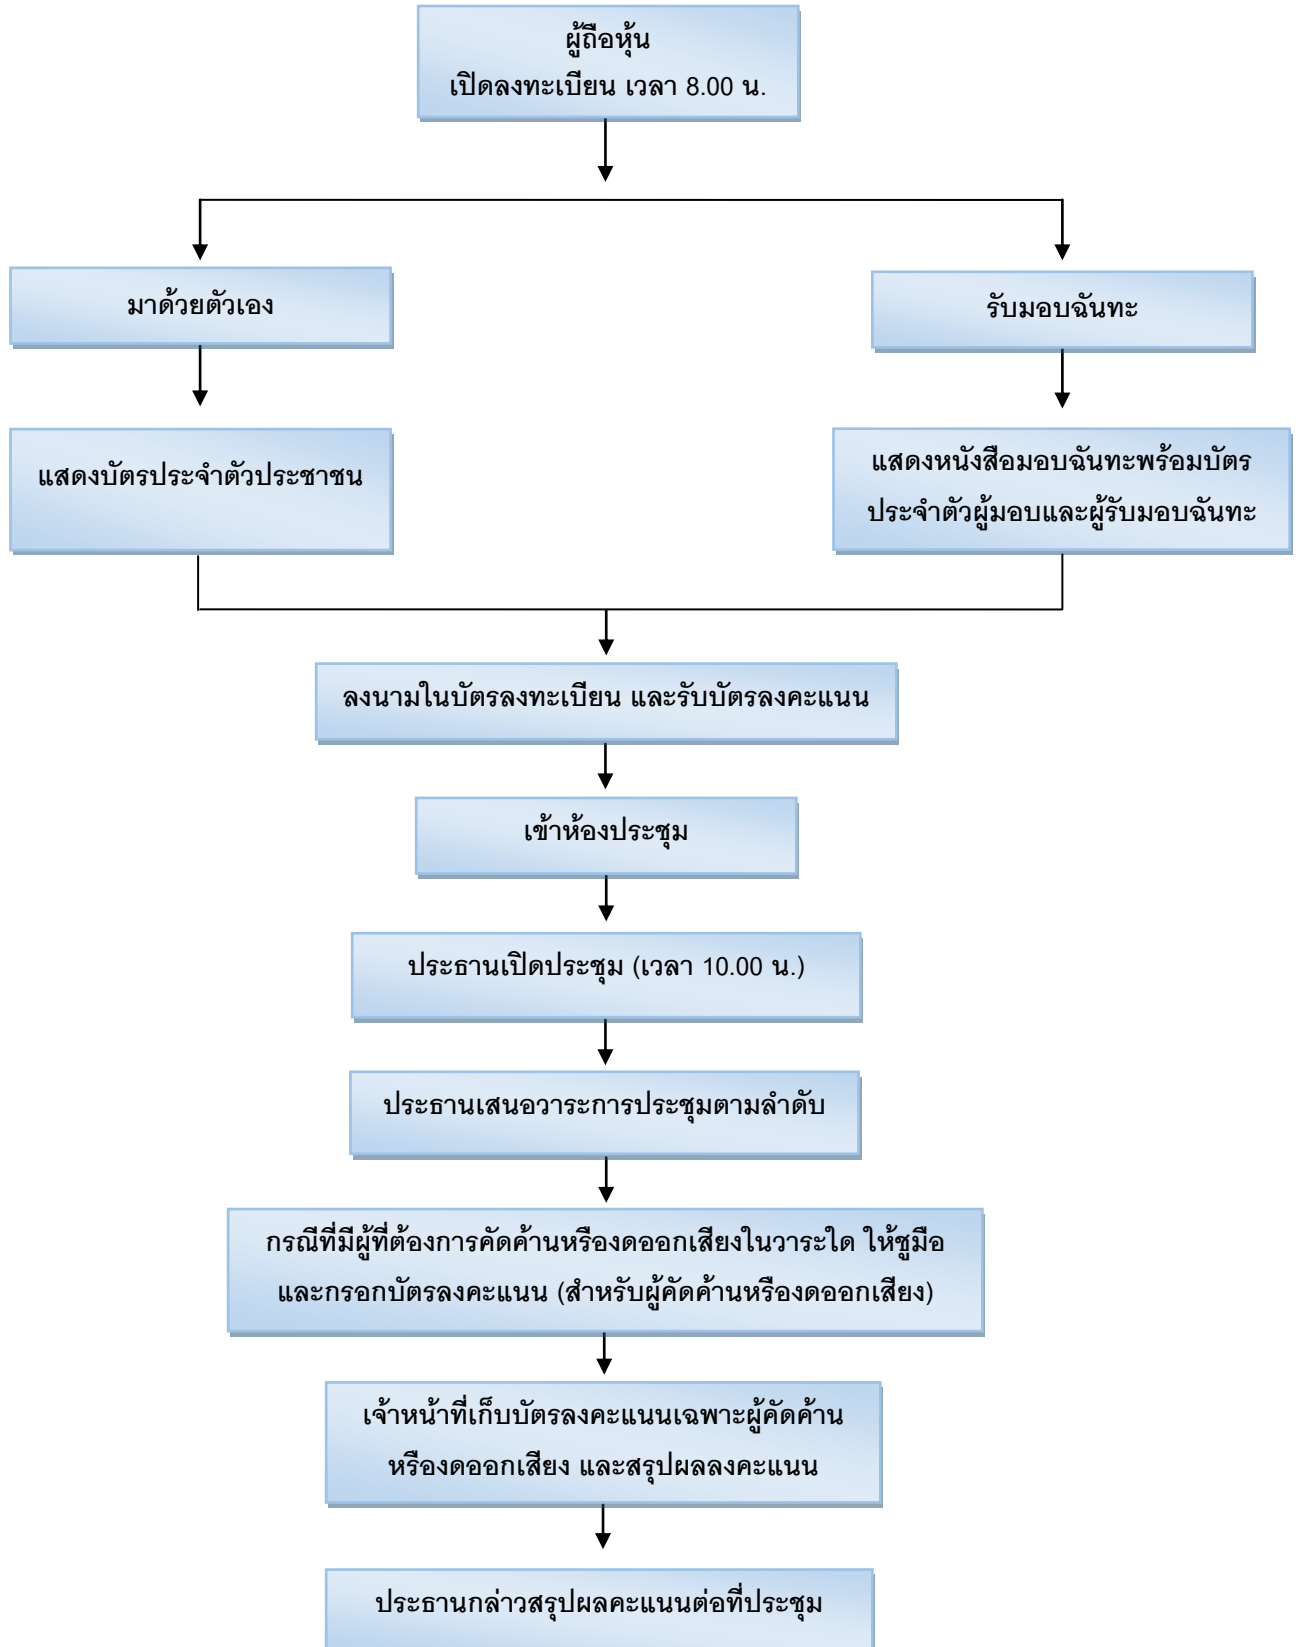 ผู้ถือหุ้น
เปิดลงทะเบียน เวลา 8.00 น.
มาด้วยตัวเอง
รับมอบฉันทะ
แสดงบัตรประจำตัวประชาชน
แสดงหนังสือมอบฉันทะพร้อมบัตร
ประจำตัวผู้มอบและผู้รับมอบฉันทะ
ลงนามในบัตรลงทะเบียน และรับบัตรลงคะแนน
เข้าห้องประชุม
ประธานเปิดประชุม (เวลา 10.00 น.)
ประธานเสนอวาระการประชุมตามลำดับ
กรณีที่มีผู้ที่ต้องการคัดค้านหรืองดออกเสียงในวาระใด ให้ชูมือ
และกรอกบัตรลงคะแนน (สำหรับผู้คัดค้านหรืองดออกเสียง)
เจ้าหน้าที่เก็บบัตรลงคะแนนเฉพาะผู้คัดค้าน
หรืองดออกเสียง และสรุปผลลงคะแนน
ประธานกล่าวสรุปผลคะแนนต่อที่ประชุม